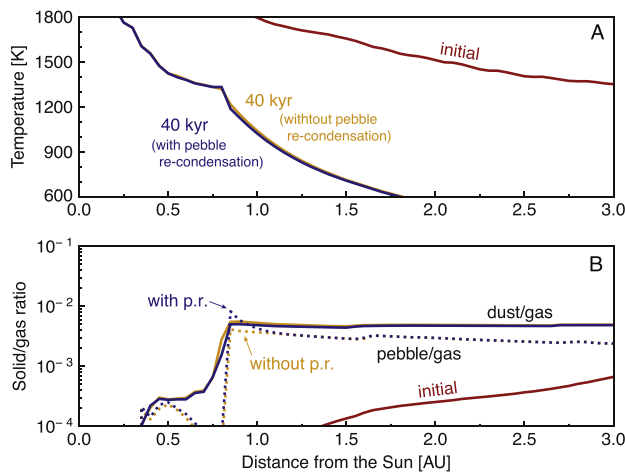 A
1800
1500
1200
900
600
Temperature [K]
initial
40 kyr
(without pebble
re-condensation)
40 kyr
(with pebble
re-condensation)
0.0 0.5 1.0 1.5 2.0 2.5 3.0
B
10⁻¹
10⁻²
10⁻³
10⁻⁴
Solid/gas ratio
with p.r.
dust/gas
without p.r.
pebble/gas
initial
0.0 0.5 1.0 1.5 2.0 2.5 3.0
Distance from the Sun [AU]